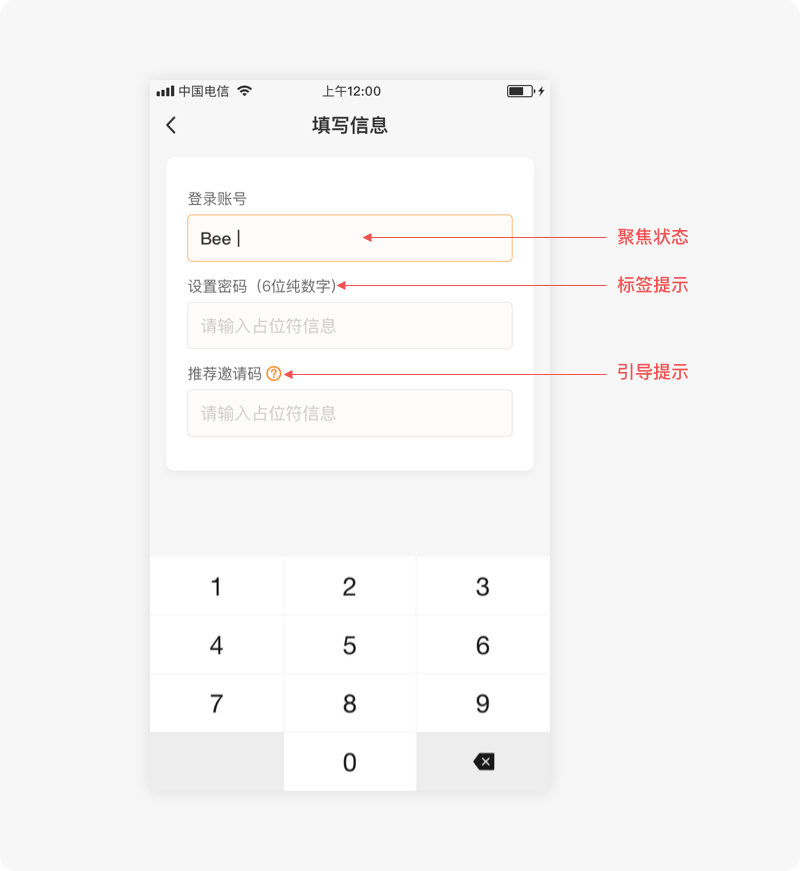 中国电信 上午12:00
填写信息
登录账号
Bee
聚焦状态
设置密码（6位纯数字）
标签提示
请输入占位符信息
推荐邀请码 ?
引导提示
请输入占位符信息
1 2 3
4 5 6
7 8 9
0